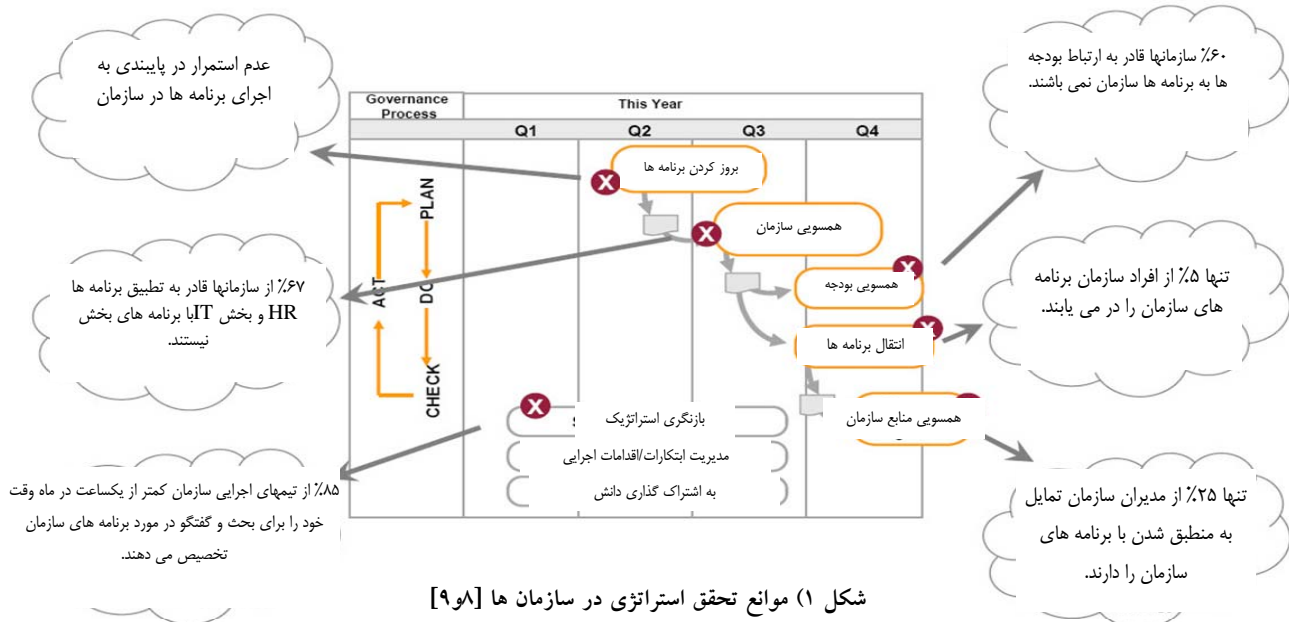 عدم استمرار در پایبندی به
اجرای برنامه ها در سازمان
٪۶۰ سازمانها قادر به ارتباط بودجه
ها به برنامه ها سازمان نمی باشند.
Governance
Process
This Year
Q1
Q2
Q3
Q4
بروز کردن برنامه ها
همسویی سازمان
همسویی بودجه
انتقال برنامه ها
همسویی منابع سازمان
PLAN
DO
CHECK
ACT
٪۶۷ از سازمانها قادر به تطبیق برنامه ها
HR و بخش ITبا برنامه های بخش
نیستند.
تنها ۵٪ از افراد سازمان برنامه
های سازمان را در می یابند.
بازنگری استراتژیک
مدیریت ابتکارات/اقدامات اجرایی
به اشتراک گذاری دانش
٪۸۵ از تیمهای اجرایی سازمان کمتر از یکساعت در ماه وقت
خود را برای بحث و گفتگو در مورد برنامه های سازمان
تخصیص می دهند.
تنها ۲۵٪ از مدیران سازمان تمایل
به منطبق شدن با برنامه های
سازمان را دارند.
شکل ۱) موانع تحقق استراتژی در سازمان ها [۸و۹]